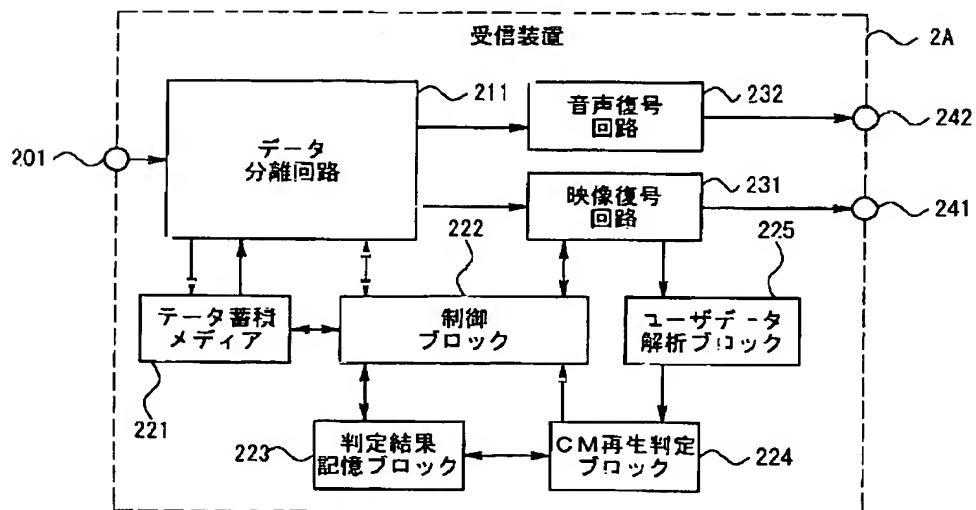 受信装置
2A
211
音声復号
回路
232
242
201
データ
分離回路
映像復号
回路
231
241
222
225
データ蓄積
メディア
制御
ブロック
ユーザデータ
解析ブロック
221
223
判定結果
記憶ブロック
CM再生判定
ブロック
224